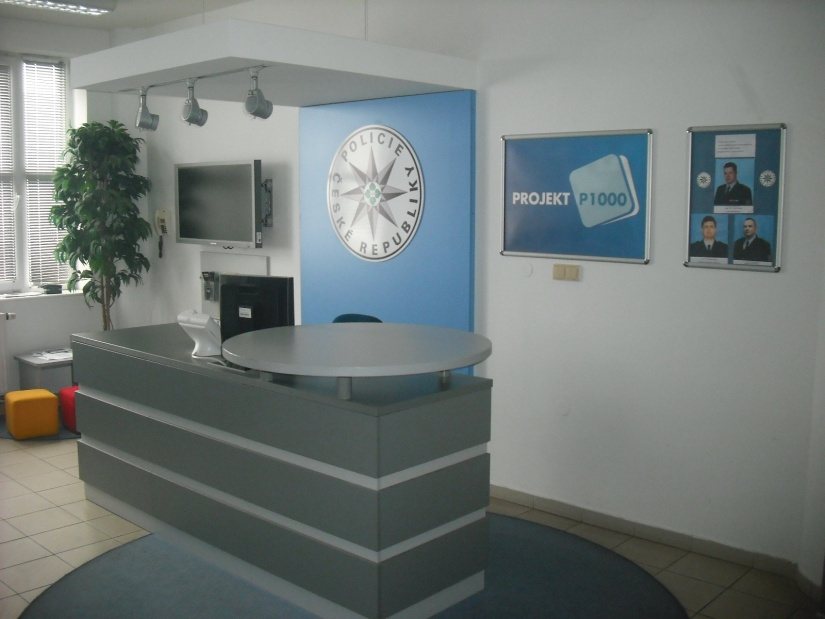 POLICIE
ČESKÉ REPUBLIKY
PROJEKT P1000